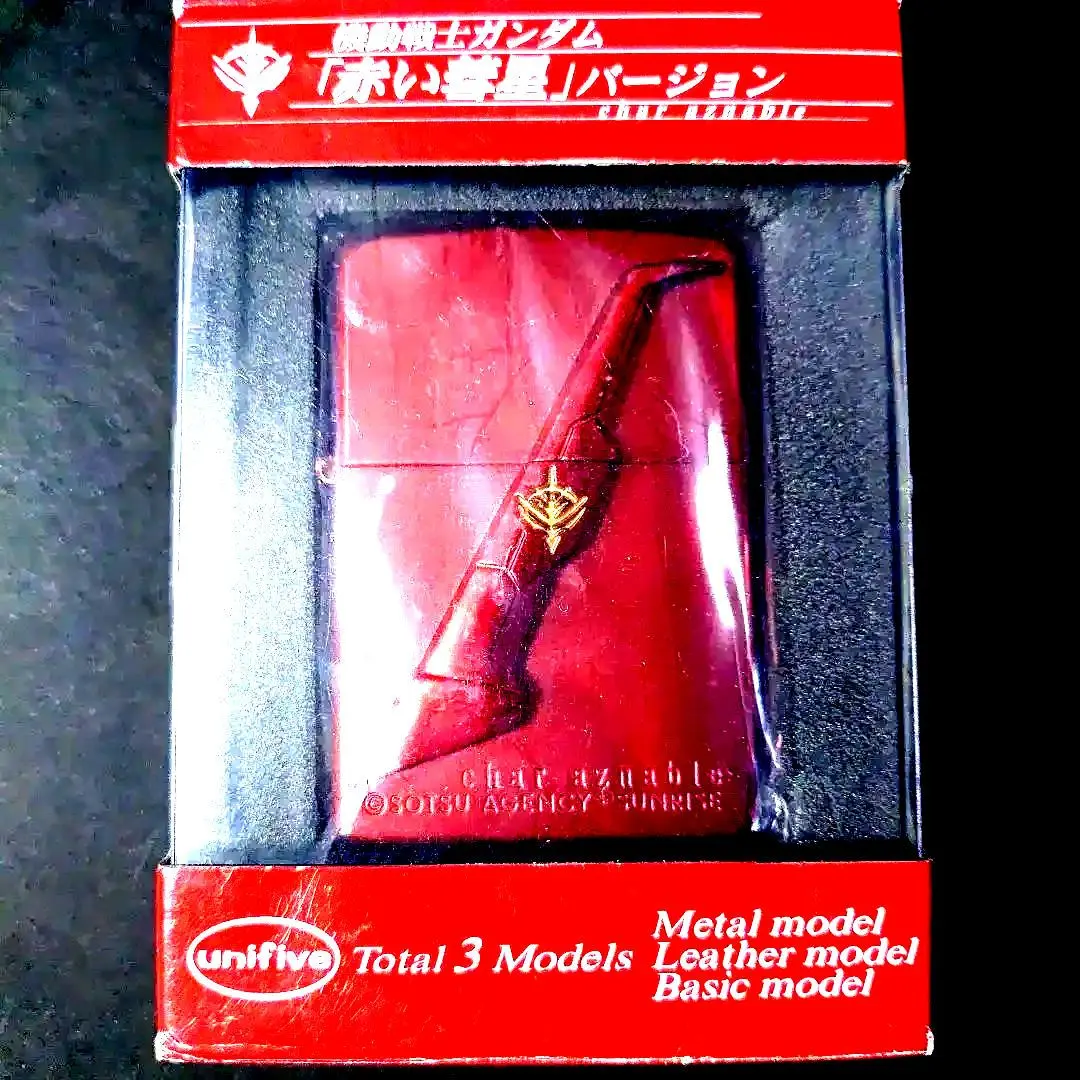 機動戦士ガンダム
「赤い彗星」バージョン
char aznable
char aznable
©SOTSU AGENCY・SUNRISE
unifive
Total 3 Models
Metal model
Leather model
Basic model